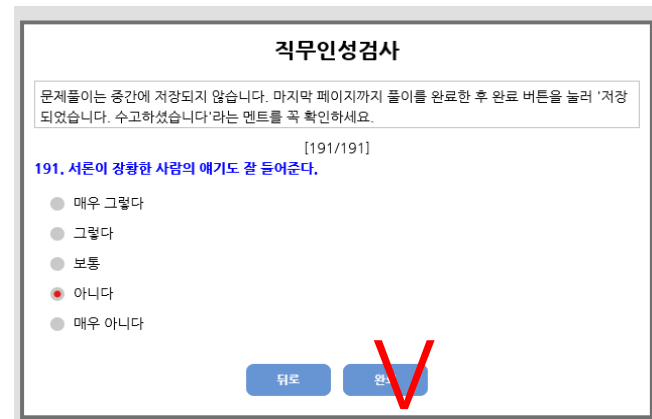 직무인성검사
문제풀이는 중간에 저장되지 않습니다. 마지막 페이지까지 풀이를 완료한 후 완료 버튼을 눌러 '저장
되었습니다. 수고하셨습니다'라는 멘트를 꼭 확인하세요.
[191/191]
191. 서론이 장황한 사람의 얘기도 잘 들어준다.
매우 그렇다
그렇다
보통
아니다
매우 아니다
뒤로